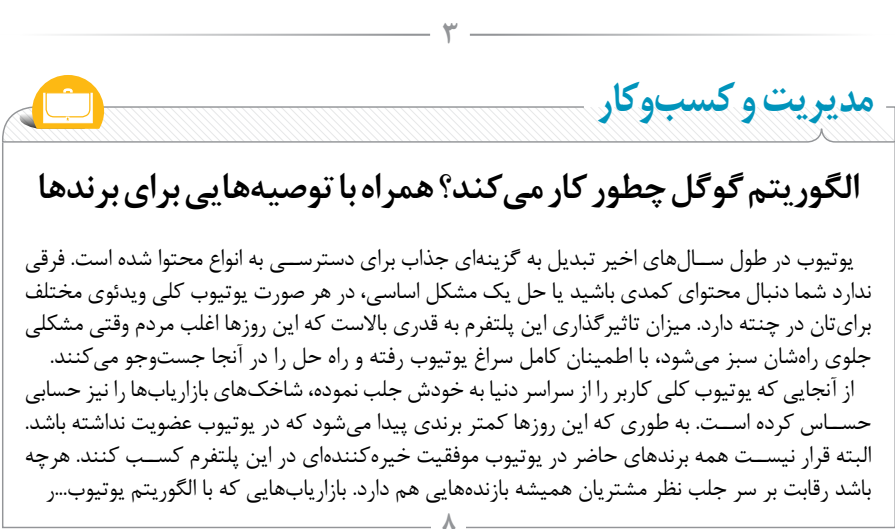 ۳
مدیریت و کسب‌وکار
الگوریتم گوگل چطور کار می‌کند؟ همراه با توصیه‌هایی برای برندها
یوتیوب در طول ســال‌های اخیر تبدیل به گزینه‌ای جذاب برای دسترســی به انواع محتوا شده است. فرقی
ندارد شما دنبال محتوای کمدی باشید یا حل یک مشکل اساسی، در هر صورت یوتیوب کلی ویدئوی مختلف
برای‌تان در چنته دارد. میزان تاثیرگذاری این پلتفرم به قدری بالاست که این روزها اغلب مردم وقتی مشکلی
جلوی راه‌شان سبز می‌شود، با اطمینان کامل سراغ یوتیوب رفته و راه حل را در آنجا جست‌وجو می‌کنند.
از آنجایی که یوتیوب کلی کاربر را از سراسر دنیا به خودش جلب نموده، شاخک‌های بازاریاب‌ها را نیز حسابی
حســاس کرده اســت. به طوری که این روزها کمتر برندی پیدا می‌شود که در یوتیوب عضویت نداشته باشد.
البته قرار نیســت همه برندهای حاضر در یوتیوب موفقیت خیره‌کننده‌ای در این پلتفرم کســب کنند. هرچه
باشد رقابت بر سر جلب نظر مشتریان همیشه بازنده‌هایی هم دارد. بازاریاب‌هایی که با الگوریتم یوتیوب...ر
۸